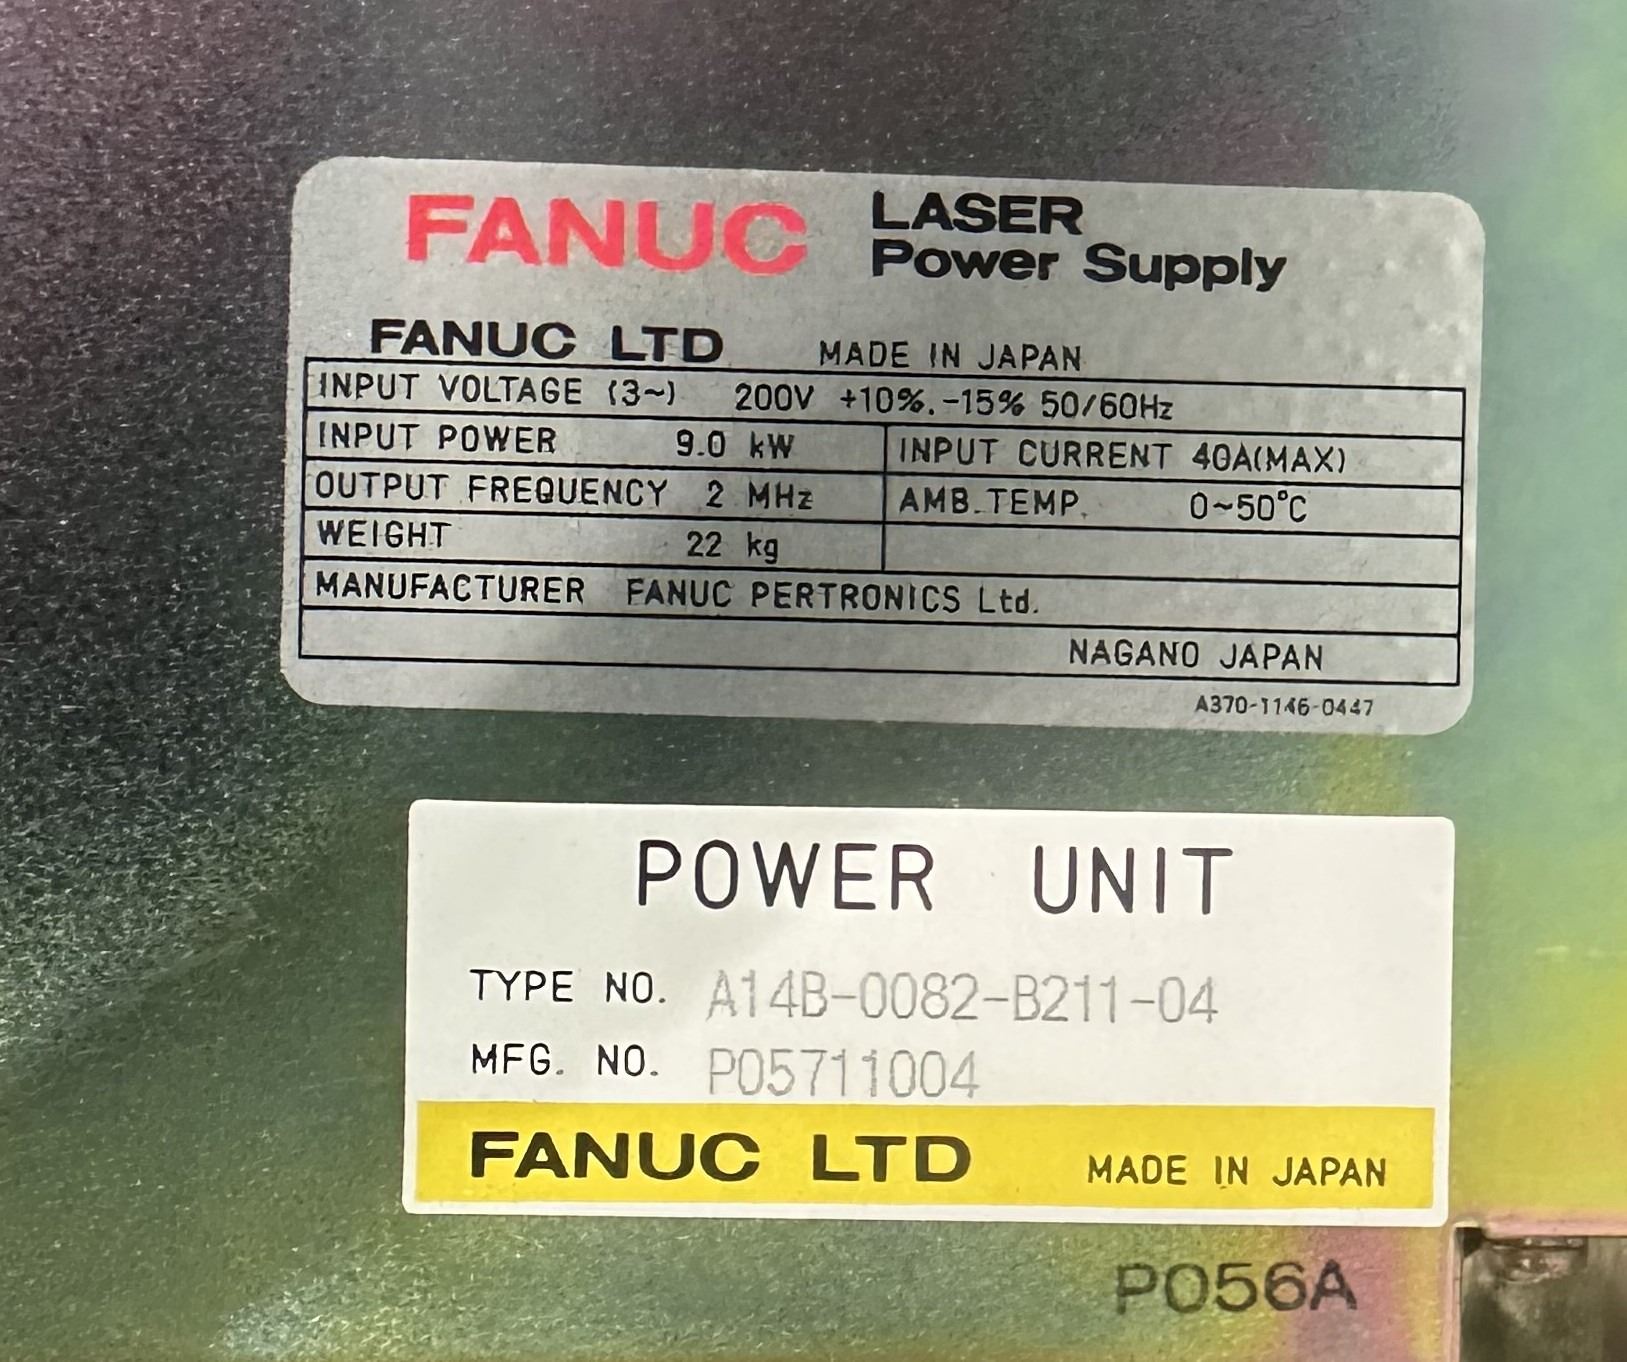 FANUC LASER
Power Supply
FANUC LTD MADE IN JAPAN
INPUT VOLTAGE (3~) 200V +10%.-15% 50/60Hz
INPUT POWER 9.0 kW INPUT CURRENT 40A(MAX)
OUTPUT FREQUENCY 2 MHz AMB.TEMP. 0~50°C
WEIGHT 22 kg
MANUFACTURER FANUC PERTRONICS Ltd.
NAGANO JAPAN
A370-1146-0447
POWER UNIT
TYPE NO. A14B-0082-B211-04
MFG. NO. P05711004
FANUC LTD MADE IN JAPAN
P056A